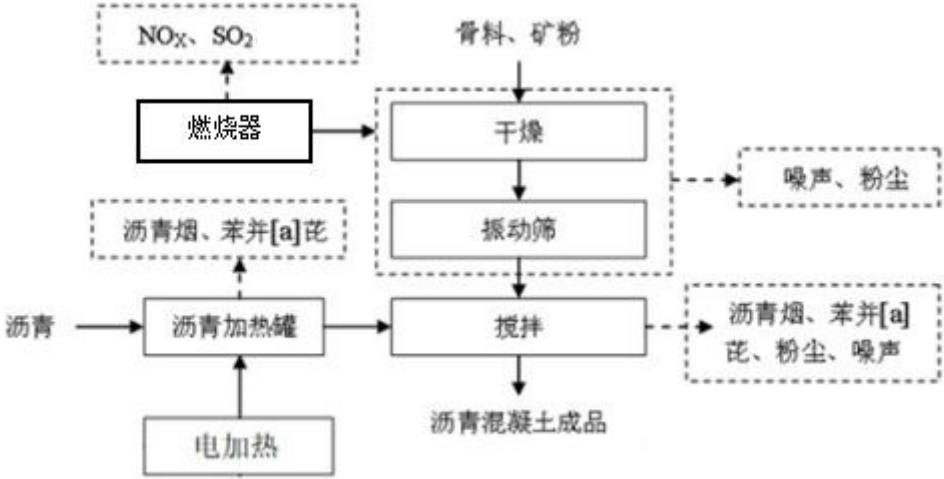 NOX、SO2
骨料、矿粉
燃烧器
干燥
噪声、粉尘
沥青烟、苯并[a]芘
振动筛
沥青
沥青加热罐
搅拌
沥青烟、苯并[a]
芘、粉尘、噪声
沥青混凝土成品
电加热